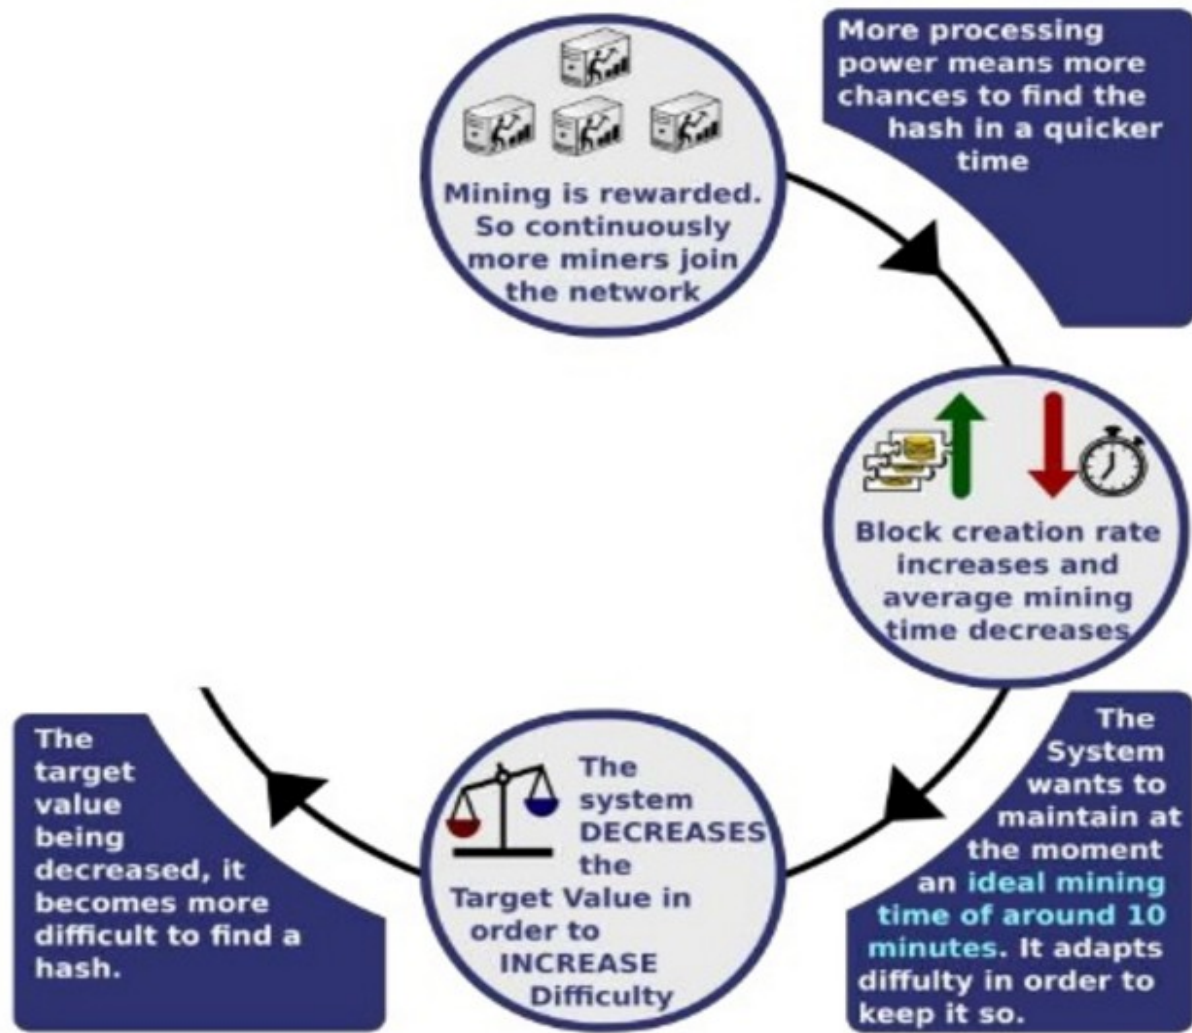 Mining is rewarded.
So continuously
more miners join
the network
More processing
power means more
chances to find the
hash in a quicker
time
Block creation rate
increases and
average mining
time decreases
The
System
wants to
maintain at
the moment
an ideal mining
time of around 10
minutes. It adapts
diffulty in order to
keep it so.
The
system
DECREASES
the
Target Value in
order to
INCREASE
Difficulty
The
target
value
being
decreased, it
becomes more
difficult to find a
hash.